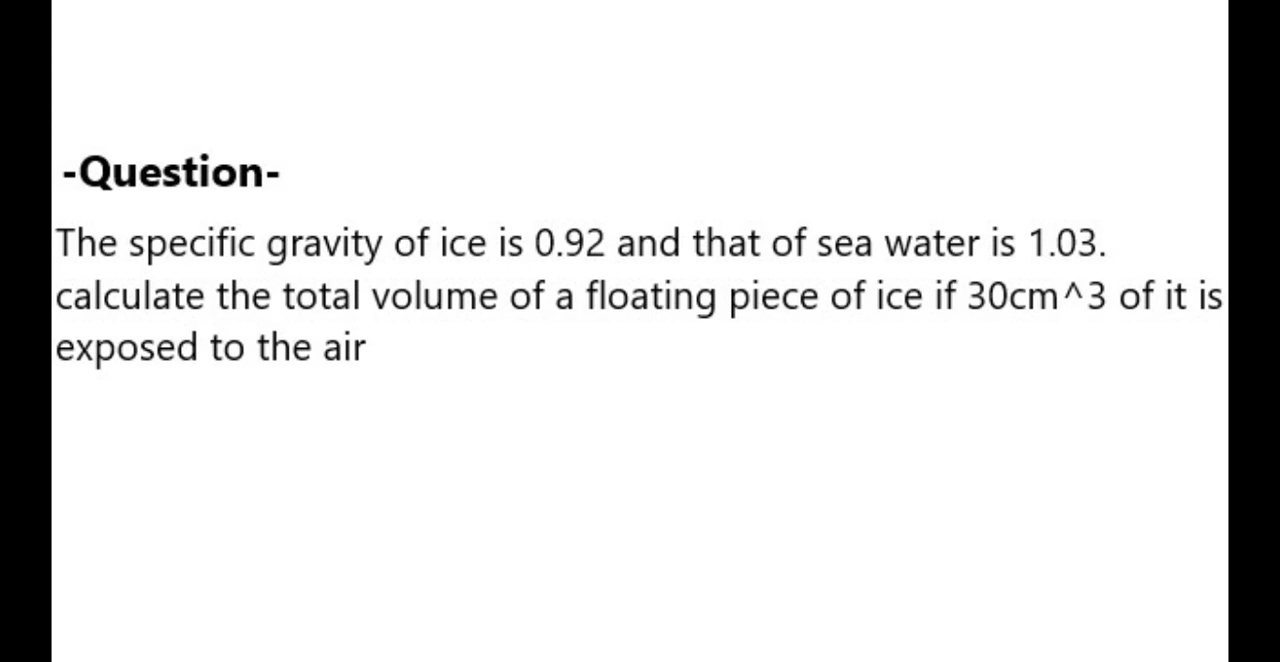 -Question-
The specific gravity of ice is 0.92 and that of sea water is 1.03.
calculate the total volume of a floating piece of ice if 30cm^3 of it is
exposed to the air